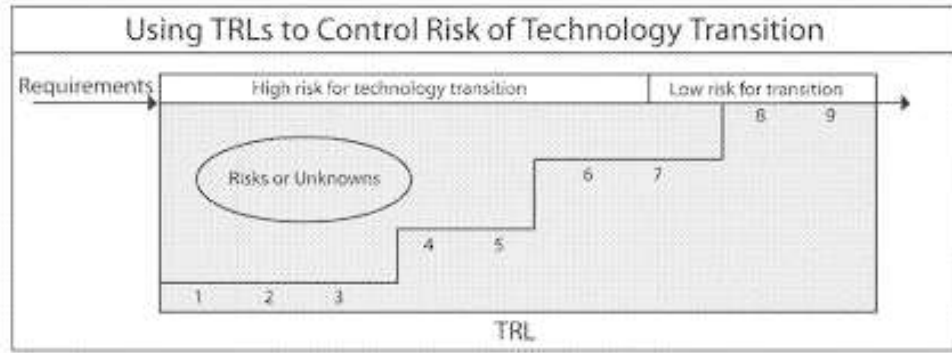 Using TRLs to Control Risk of Technology Transition
Requirements
High risk for technology transition
Low risk for transition
8 9
Risks or Unknowns
6 7
4 5
1 2 3
TRL